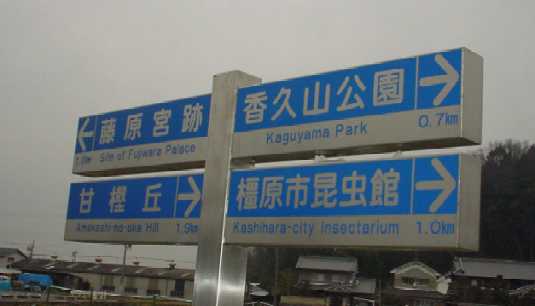 藤原宮跡
Site of Fujiwara Palace
香久山公園
Kaguyama Park
0.7km
甘樫丘
Amakashi-no-oka Hill
1.9km
橿原市昆虫館
Kashihara-city Insectarium
1.0km